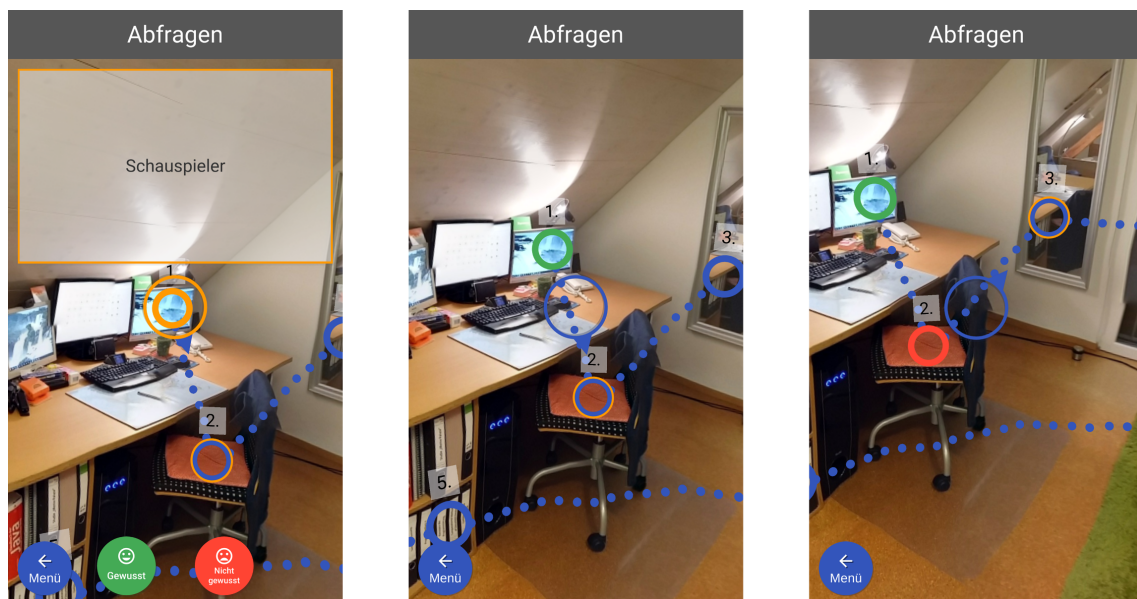 Abfragen
Schauspieler
1.
2.
Java
Menü
Gewusst
Nicht
gewusst
Abfragen
1.
3.
2.
5.
Menü
Abfragen
1.
3.
2.
Menü